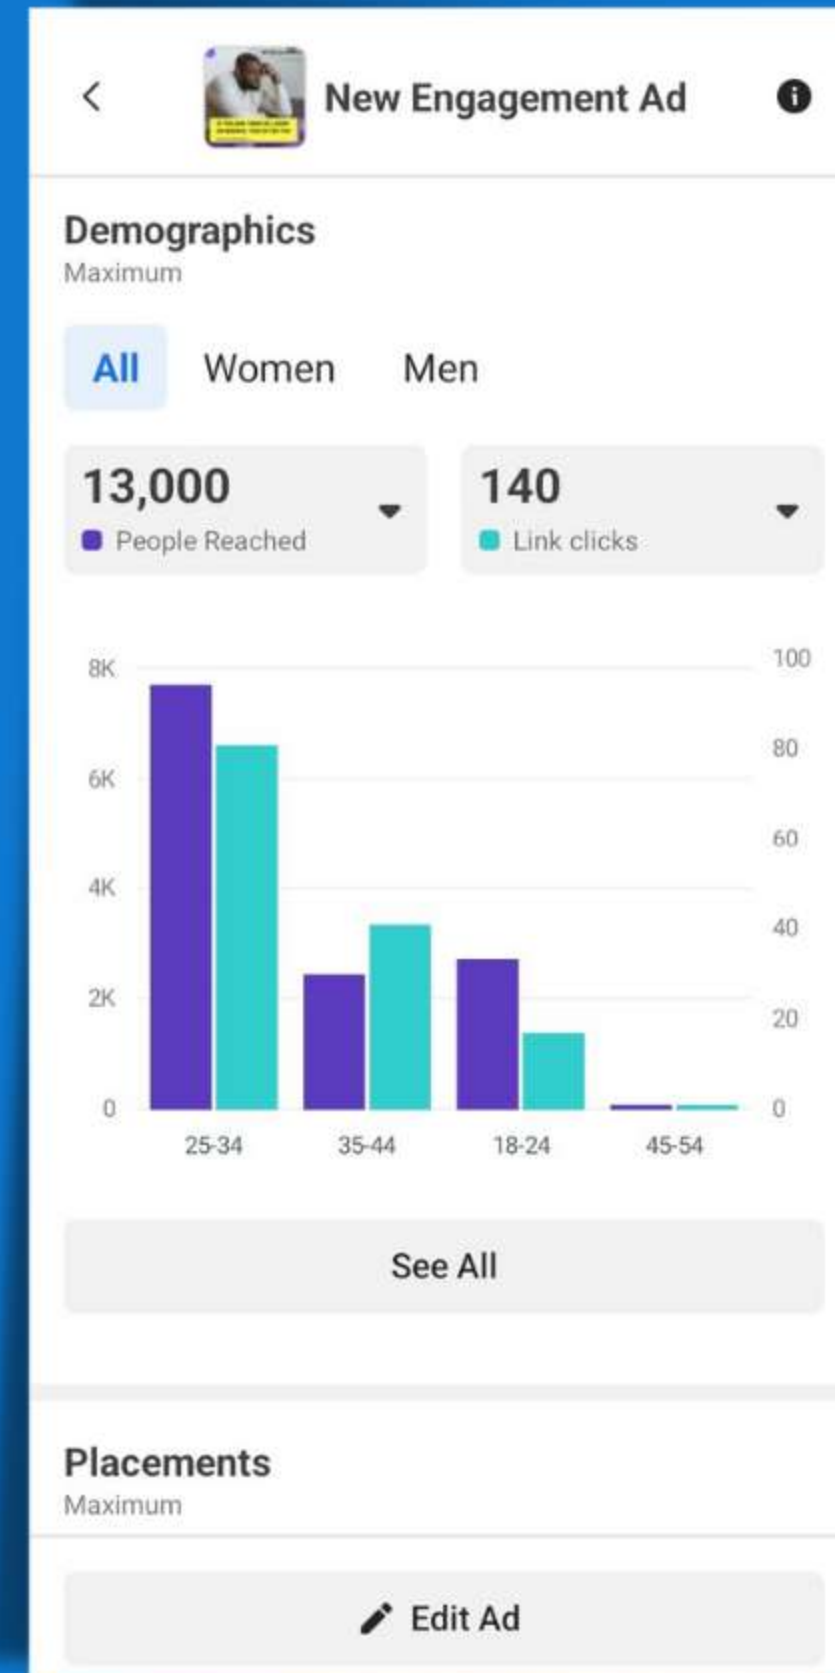 New Engagement Ad
Demographics
Maximum
All Women Men
13,000
People Reached
140
Link clicks
8K
6K
4K
2K
0
100
80
60
40
20
0
25-34 35-44 18-24 45-54
See All
Placements
Maximum
Edit Ad